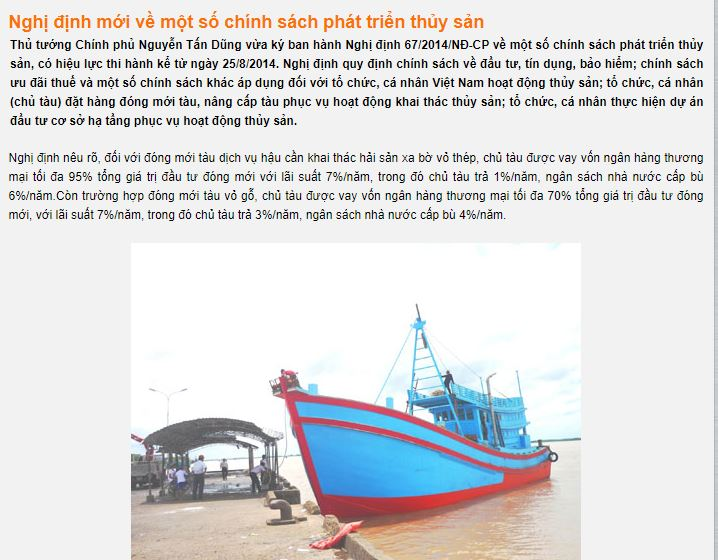 Nghị định mới về một số chính sách phát triển thủy sản
Thủ tướng Chính phủ Nguyễn Tấn Dũng vừa ký ban hành Nghị định 67/2014/NĐ-CP về một số chính sách phát triển thủy
sản, có hiệu lực thi hành kể từ ngày 25/8/2014. Nghị định quy định chính sách về đầu tư, tín dụng, bảo hiểm; chính sách
ưu đãi thuế và một số chính sách khác áp dụng đối với tổ chức, cá nhân Việt Nam hoạt động thủy sản; tổ chức, cá nhân
(chủ tàu) đặt hàng đóng mới tàu, nâng cấp tàu phục vụ hoạt động khai thác thủy sản; tổ chức, cá nhân thực hiện dự án
đầu tư cơ sở hạ tầng phục vụ hoạt động thủy sản.
Nghị định nêu rõ, đối với đóng mới tàu dịch vụ hậu cần khai thác hải sản xa bờ vỏ thép, chủ tàu được vay vốn ngân hàng thương
mại tối đa 95% tổng giá trị đầu tư đóng mới với lãi suất 7%/năm, trong đó chủ tàu trả 1%/năm, ngân sách nhà nước cấp bù
6%/năm.Còn trường hợp đóng mới tàu vỏ gỗ, chủ tàu được vay vốn ngân hàng thương mại tối đa 70% tổng giá trị đầu tư đóng
mới, với lãi suất 7%/năm, trong đó chủ tàu trả 3%/năm, ngân sách nhà nước cấp bù 4%/năm.